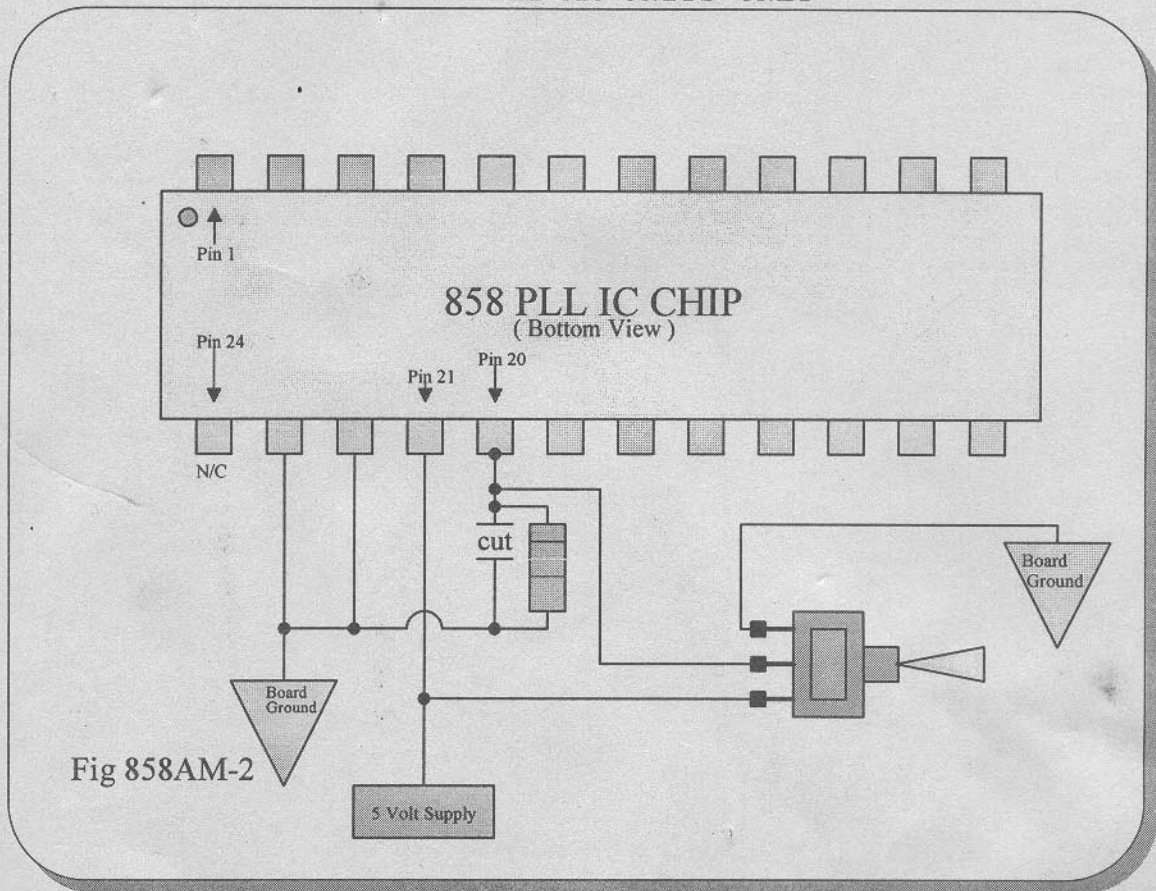 Pin 1
858 PLL IC CHIP
( Bottom View )
Pin 24
Pin 21
Pin 20
N/C
cut
Board
Ground
Board
Ground
Fig 858AM-2
5 Volt Supply